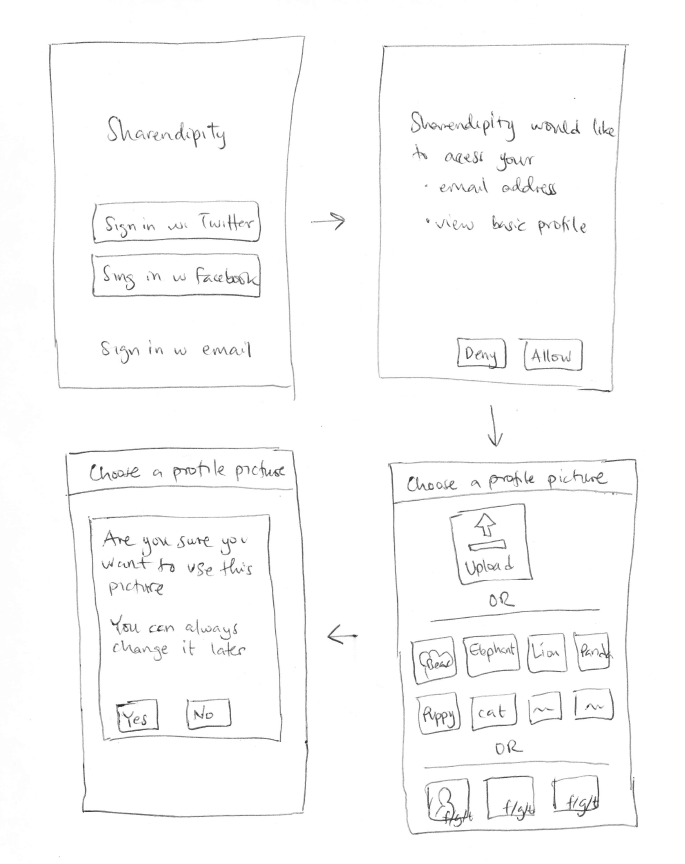 Sharendipity
Sign in w. Twitter
Sing in w Facebook
Sign in w email
Sharendipity would like
to acess your
· email address
· view basic profile
Deny
Allow
Choose a profile picture
Upload
OR
Bear
Elephant
Lion
Panda
Puppy
cat
OR
f/g/t
f/g/t
f/g/t
Choose a profile picture
Are you sure you
want to use this
picture
You can always
change it later
Yes
No